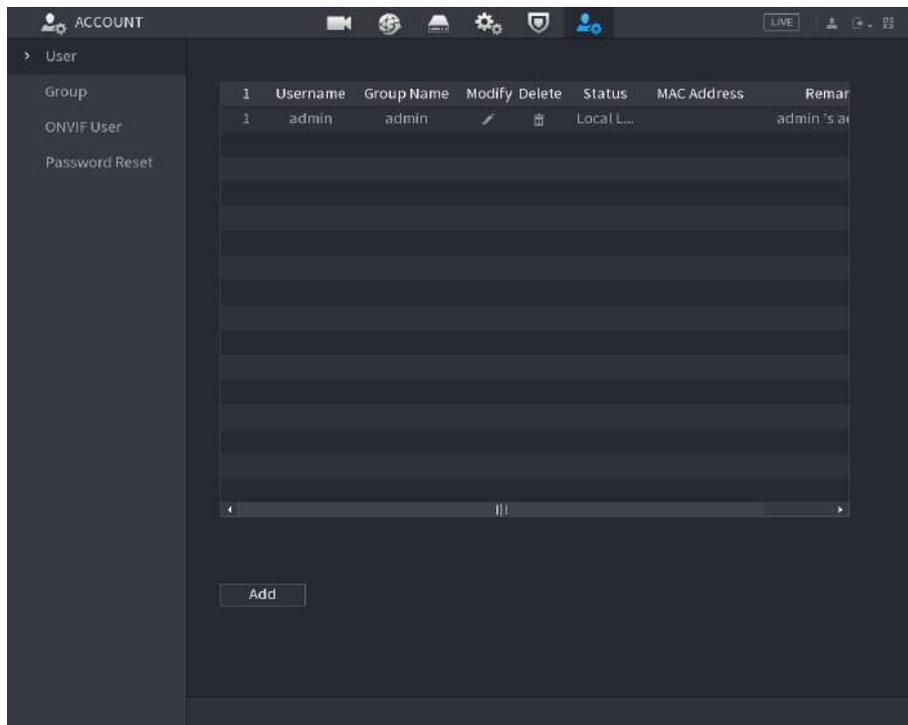 ACCOUNT LIVE
User
Group
ONVIF User
Password Reset
1 Username Group Name Modify Delete Status MAC Address Remar
1 admin admin Local L... admin 's a
Add